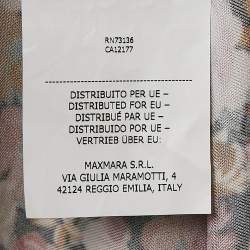 RN73136
CA12177
DISTRIBUITO PER UE –
DISTRIBUTED FOR EU –
DISTRIBUÉ PAR UE –
DISTRIBUIDO POR UE –
VERTRIEB ÜBER EU:
MAXMARA S.R.L.
VIA GIULIA MARAMOTTI, 4
42124 REGGIO EMILIA, ITALY